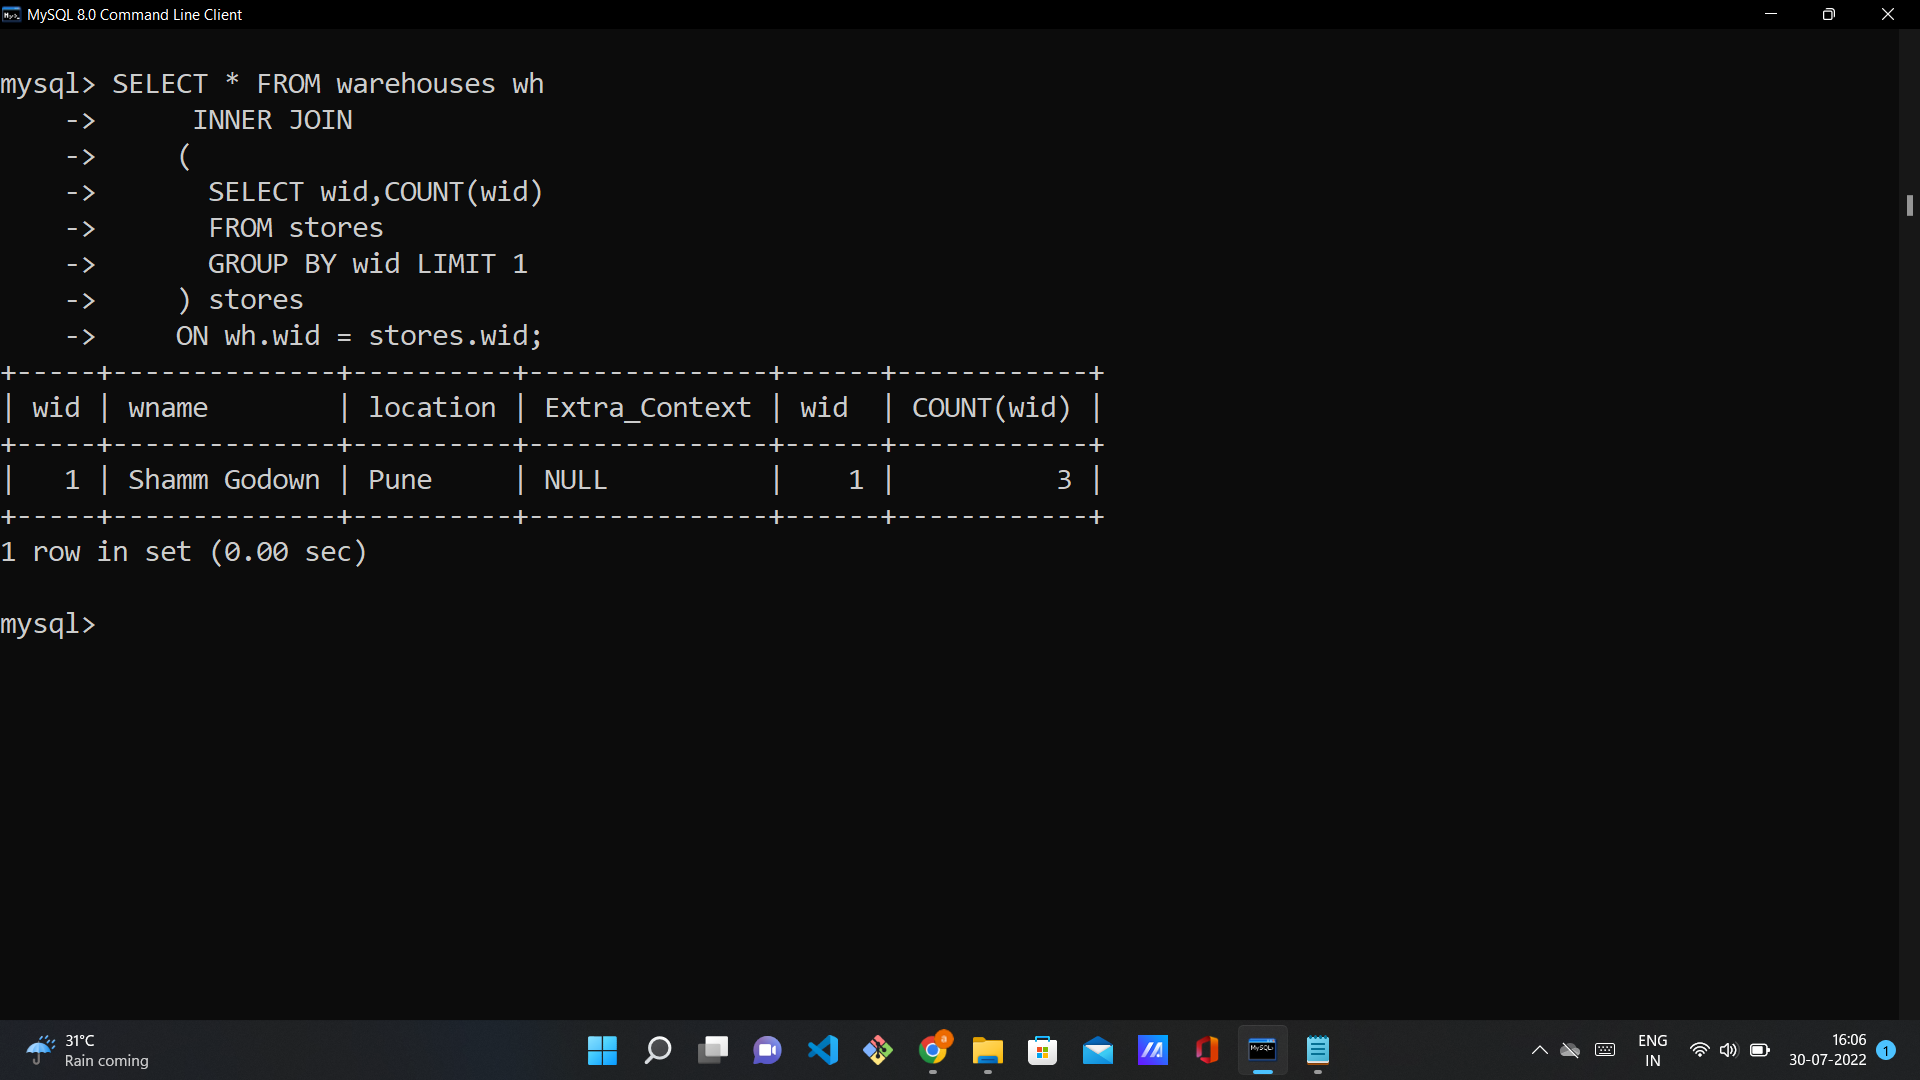 MySQL 8.0 Command Line Client
mysql> SELECT * FROM warehouses wh
    ->      INNER JOIN
    ->     (
    ->       SELECT wid,COUNT(wid)
    ->       FROM stores
    ->       GROUP BY wid LIMIT 1
    ->     ) stores
    ->     ON wh.wid = stores.wid;
+-----+--------------+----------+---------------+------+------------+
| wid | wname        | location | Extra_Context | wid  | COUNT(wid) |
+-----+--------------+----------+---------------+------+------------+
|   1 | Shamm Godown | Pune     | NULL          |    1 |          3 |
+-----+--------------+----------+---------------+------+------------+
1 row in set (0.00 sec)
mysql>
31°C
Rain coming
a
MySQL
ENG
IN
16:06
30-07-2022
1